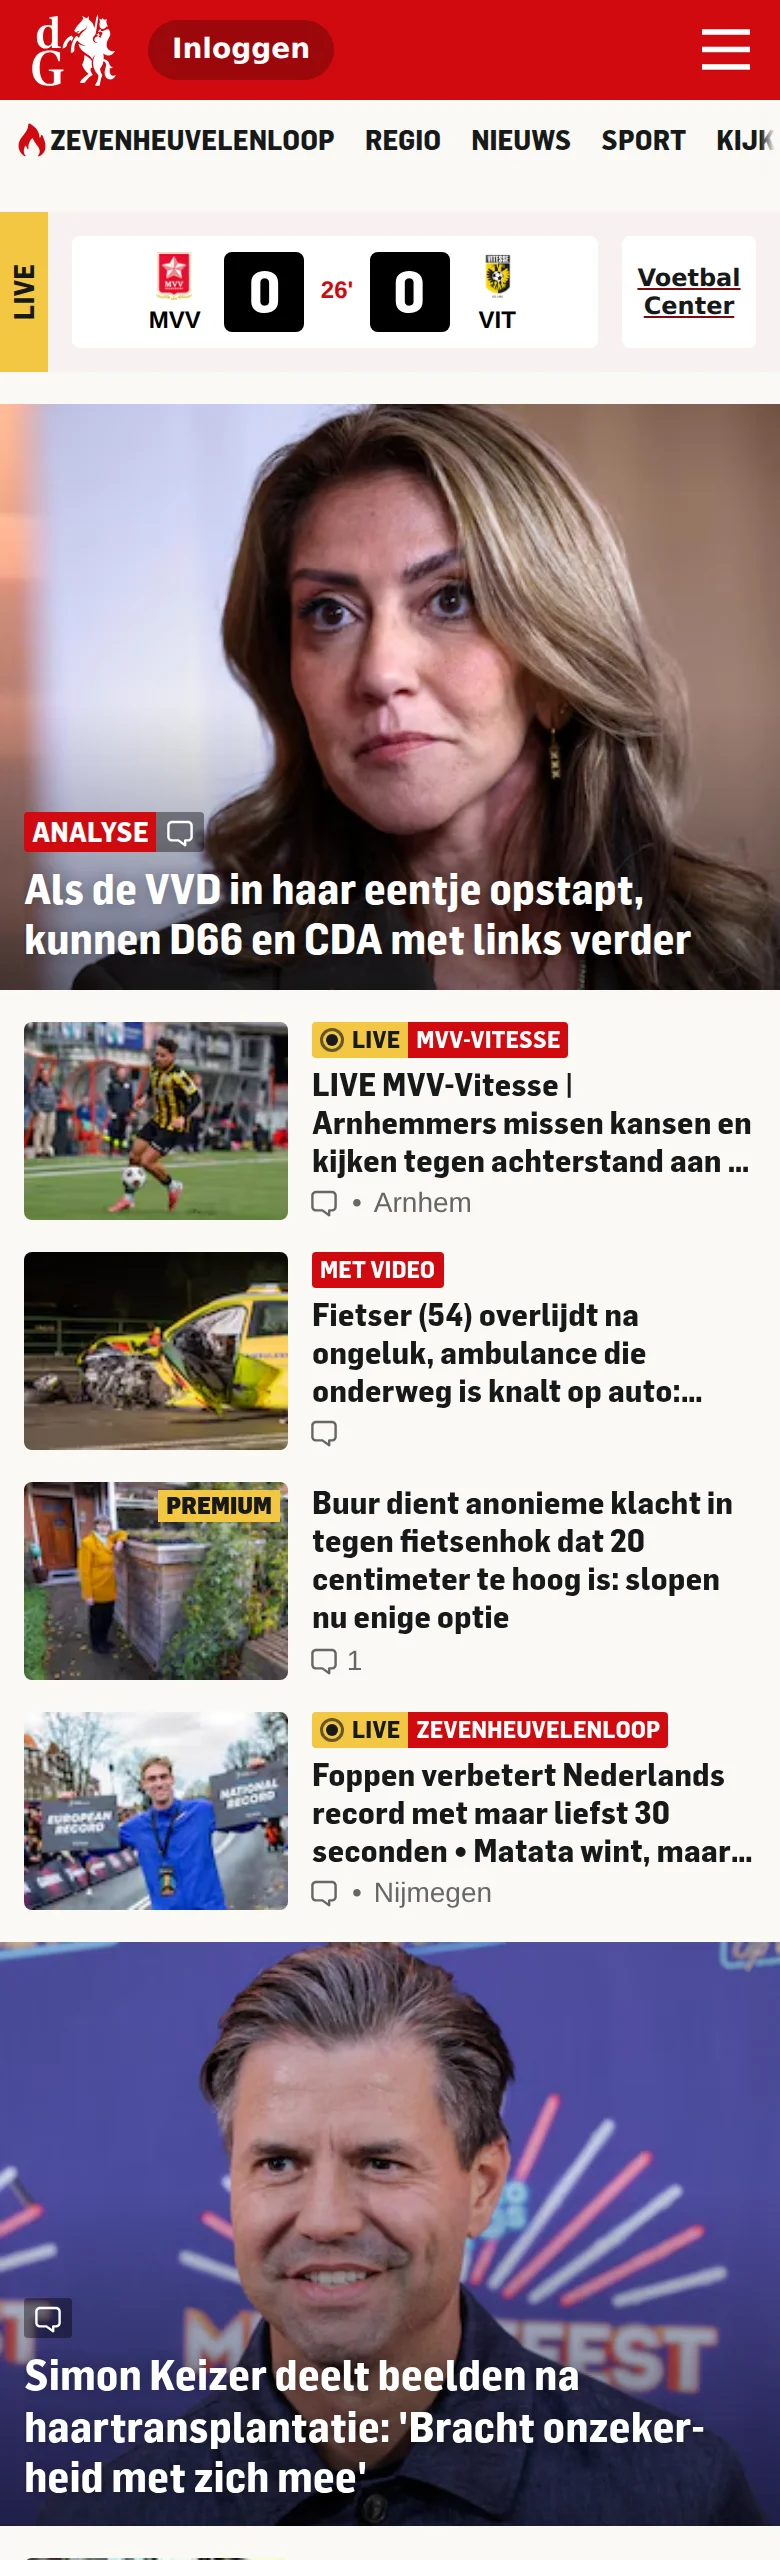 dG
Inloggen
ZEVENHEUVELENLOOP REGIO NIEUWS SPORT KIJK
LIVE
MVV
0
26'
0
VITESSE
MVV
VIT
Voetbal
Center
ANALYSE
Als de VVD in haar eentje opstapt,
kunnen D66 en CDA met links verder
LIVE MVV-VITESSE
LIVE MVV-Vitesse |
Arnhemmers missen kansen en
kijken tegen achterstand aan ...
• Arnhem
MET VIDEO
Fietser (54) overlijdt na
ongeluk, ambulance die
onderweg is knalt op auto:...
PREMIUM
Buur dient anonieme klacht in
tegen fietsenhok dat 20
centimeter te hoog is: slopen
nu enige optie
1
EUROPEAN
RECORD
NATIONAL
RECORD
LIVE ZEVENHEUVELENLOOP
Foppen verbetert Nederlands
record met maar liefst 30
seconden • Matata wint, maar...
• Nijmegen
Simon Keizer deelt beelden na
haartransplantatie: 'Bracht onzeker-
heid met zich mee'